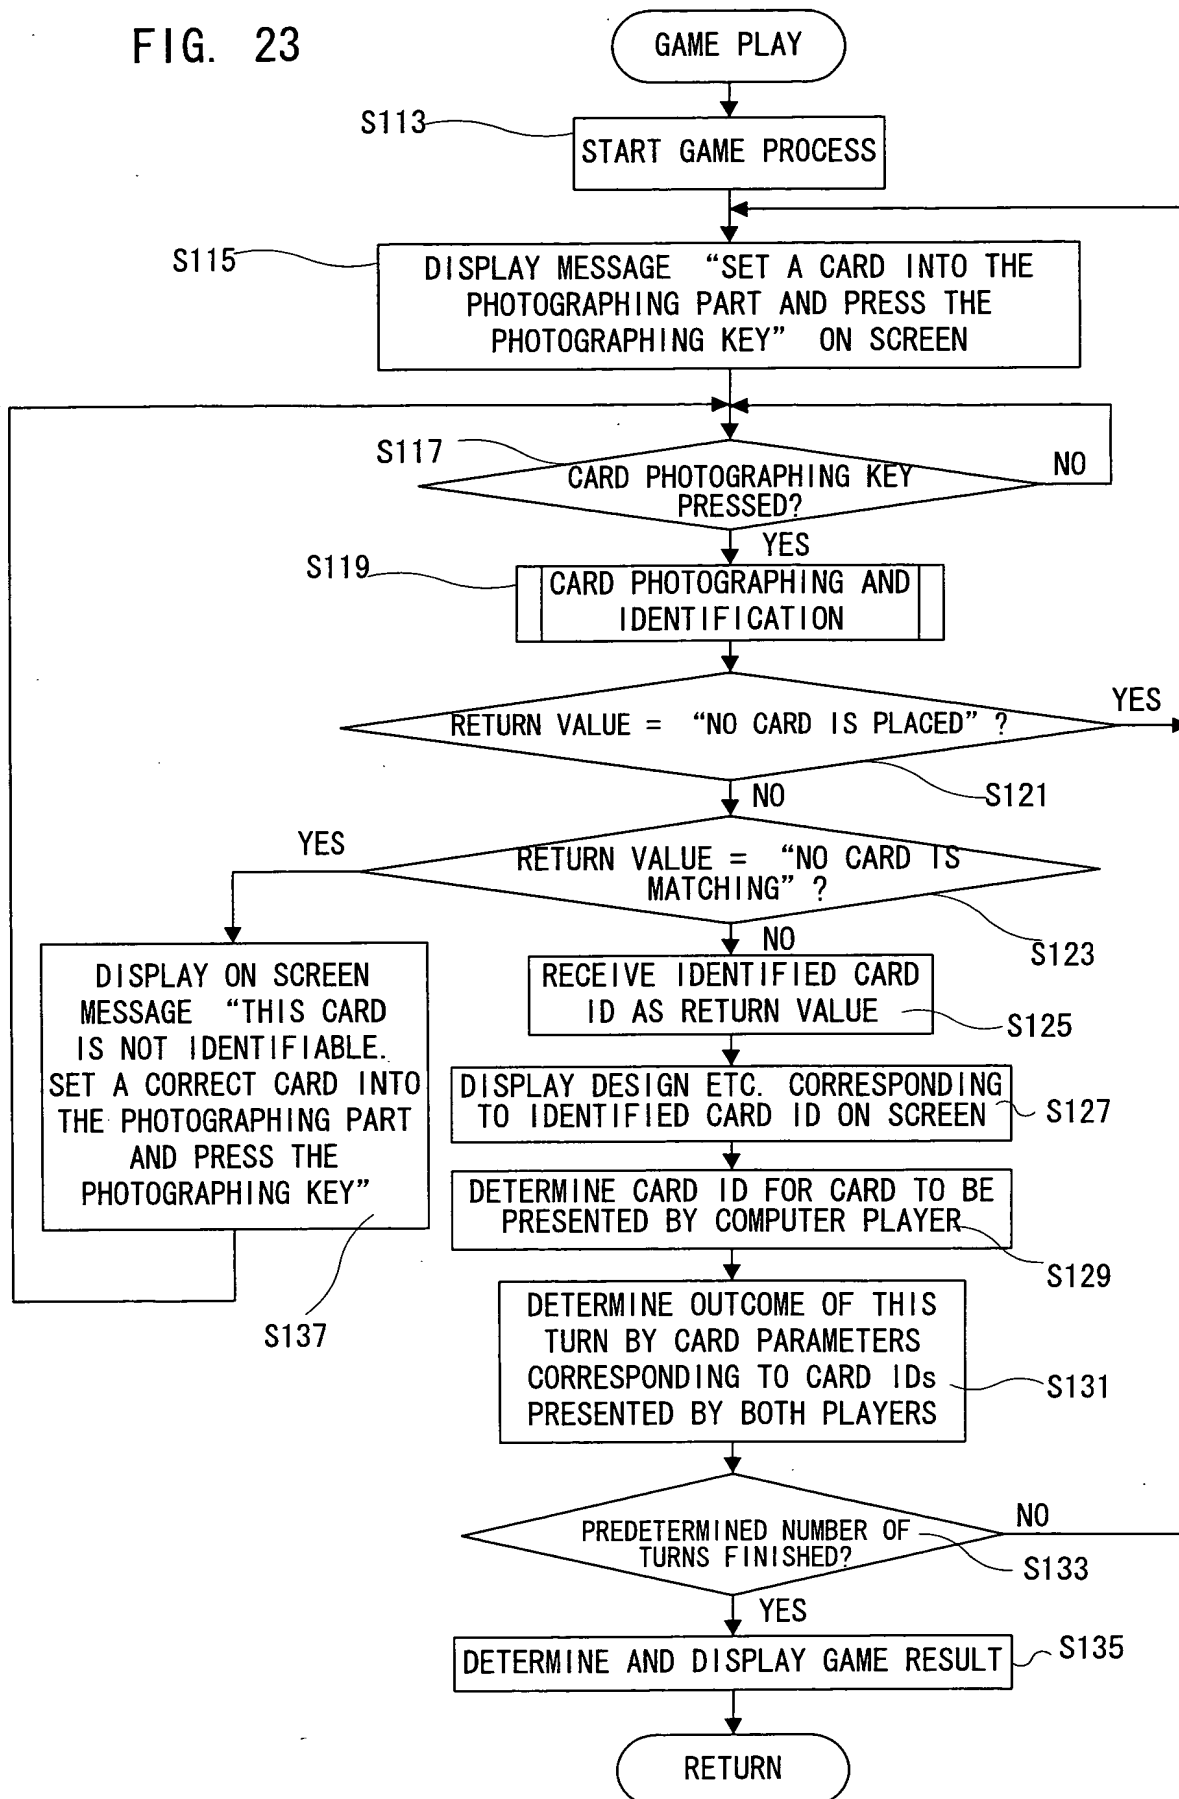 FIG. 23
GAME PLAY
S113
START GAME PROCESS
S115
DISPLAY MESSAGE “SET A CARD INTO THE
PHOTOGRAPHING PART AND PRESS THE
PHOTOGRAPHING KEY” ON SCREEN
S117
CARD PHOTOGRAPHING KEY
PRESSED?
NO
YES
S119
CARD PHOTOGRAPHING AND
IDENTIFICATION
RETURN VALUE = “NO CARD IS PLACED” ?
YES
S121
NO
YES
RETURN VALUE = “NO CARD IS
MATCHING” ?
S123
NO
DISPLAY ON SCREEN
MESSAGE “THIS CARD
IS NOT IDENTIFIABLE.
SET A CORRECT CARD INTO
THE PHOTOGRAPHING PART
AND PRESS THE
PHOTOGRAPHING KEY”
S137
RECEIVE IDENTIFIED CARD
ID AS RETURN VALUE
S125
DISPLAY DESIGN ETC. CORRESPONDING
TO IDENTIFIED CARD ID ON SCREEN
S127
DETERMINE CARD ID FOR CARD TO BE
PRESENTED BY COMPUTER PLAYER
S129
DETERMINE OUTCOME OF THIS
TURN BY CARD PARAMETERS
CORRESPONDING TO CARD IDs
PRESENTED BY BOTH PLAYERS
S131
PREDETERMINED NUMBER OF
TURNS FINISHED?
NO
S133
YES
DETERMINE AND DISPLAY GAME RESULT
S135
RETURN